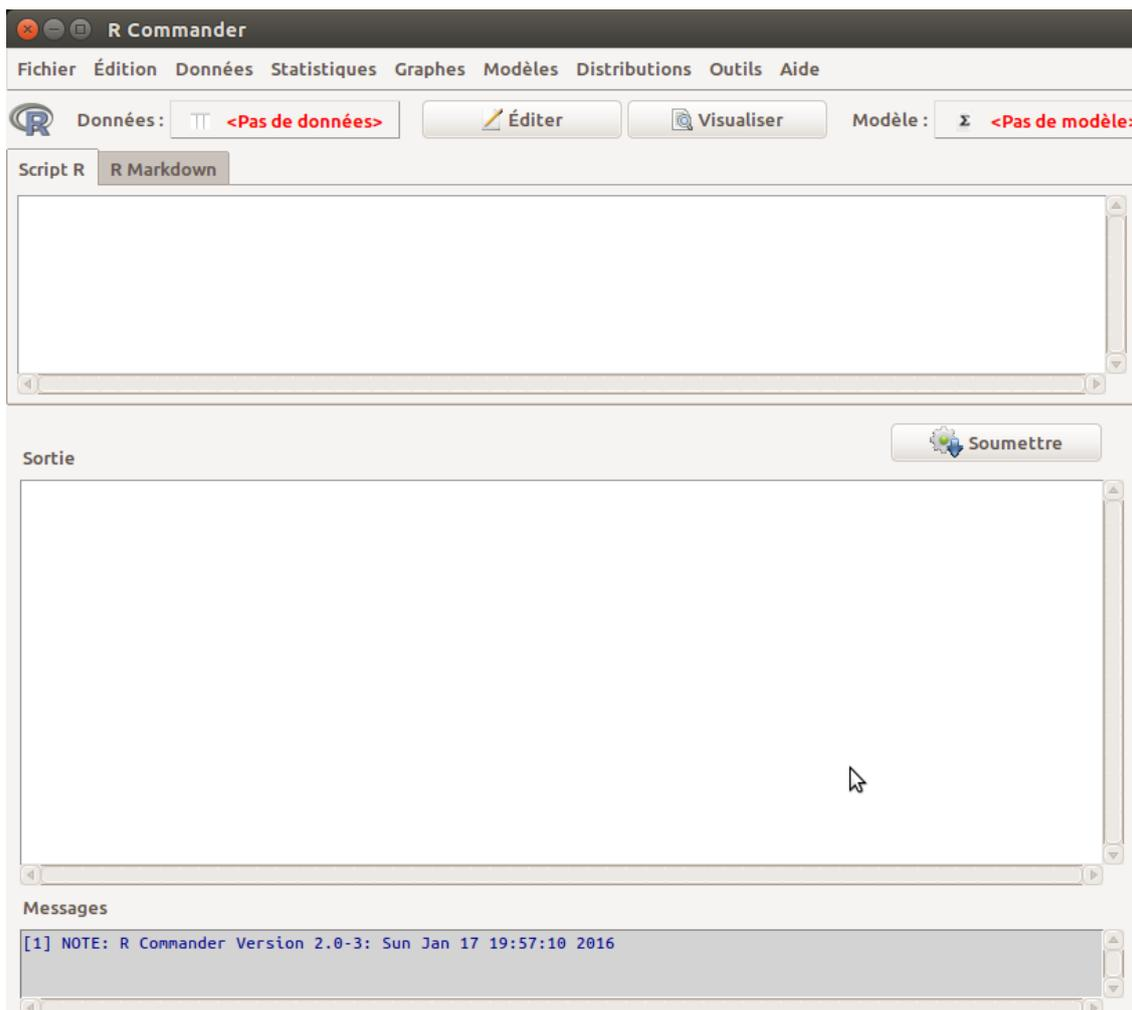 R Commander
Fichier Édition Données Statistiques Graphes Modèles Distributions Outils Aide
R Données : <Pas de données> Éditer Visualiser Modèle : Σ <Pas de modèle>
Script R R Markdown
Soumettre
Sortie
Messages
[1] NOTE: R Commander Version 2.0-3: Sun Jan 17 19:57:10 2016